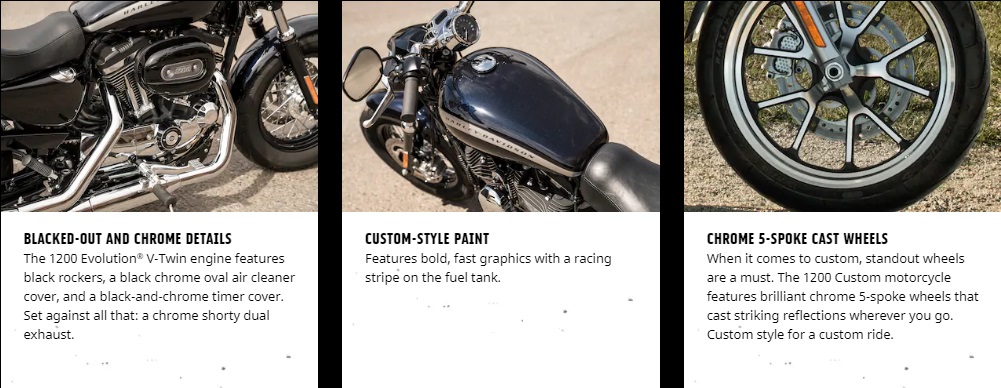 HARLEY-DAVIDSON
BLACKED-OUT AND CHROME DETAILS
The 1200 Evolution® V-Twin engine features
black rockers, a black chrome oval air cleaner
cover, and a black-and-chrome timer cover.
Set against all that: a chrome shorty dual
exhaust.
CUSTOM-STYLE PAINT
Features bold, fast graphics with a racing
stripe on the fuel tank.
CHROME 5-SPOKE CAST WHEELS
When it comes to custom, standout wheels
are a must. The 1200 Custom motorcycle
features brilliant chrome 5-spoke wheels that
cast striking reflections wherever you go.
Custom style for a custom ride.